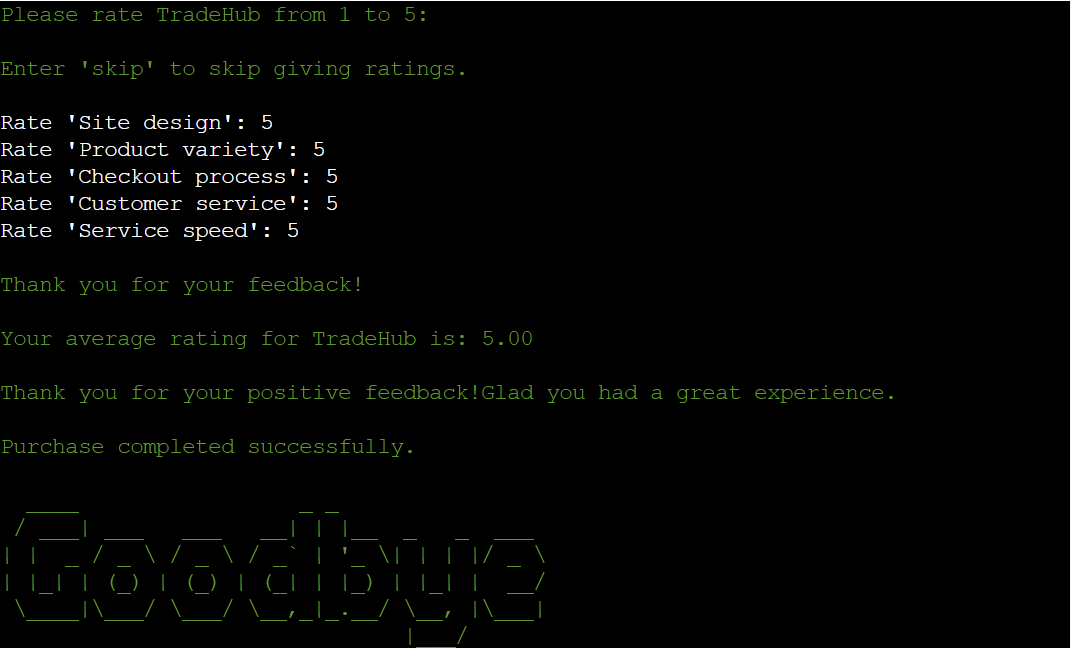 Please rate TradeHub from 1 to 5:
Enter 'skip' to skip giving ratings.
Rate 'Site design': 5
Rate 'Product variety': 5
Rate 'Checkout process': 5
Rate 'Customer service': 5
Rate 'Service speed': 5
Thank you for your feedback!
Your average rating for TradeHub is: 5.00
Thank you for your positive feedback!Glad you had a great experience.
Purchase completed successfully.
Goodbye